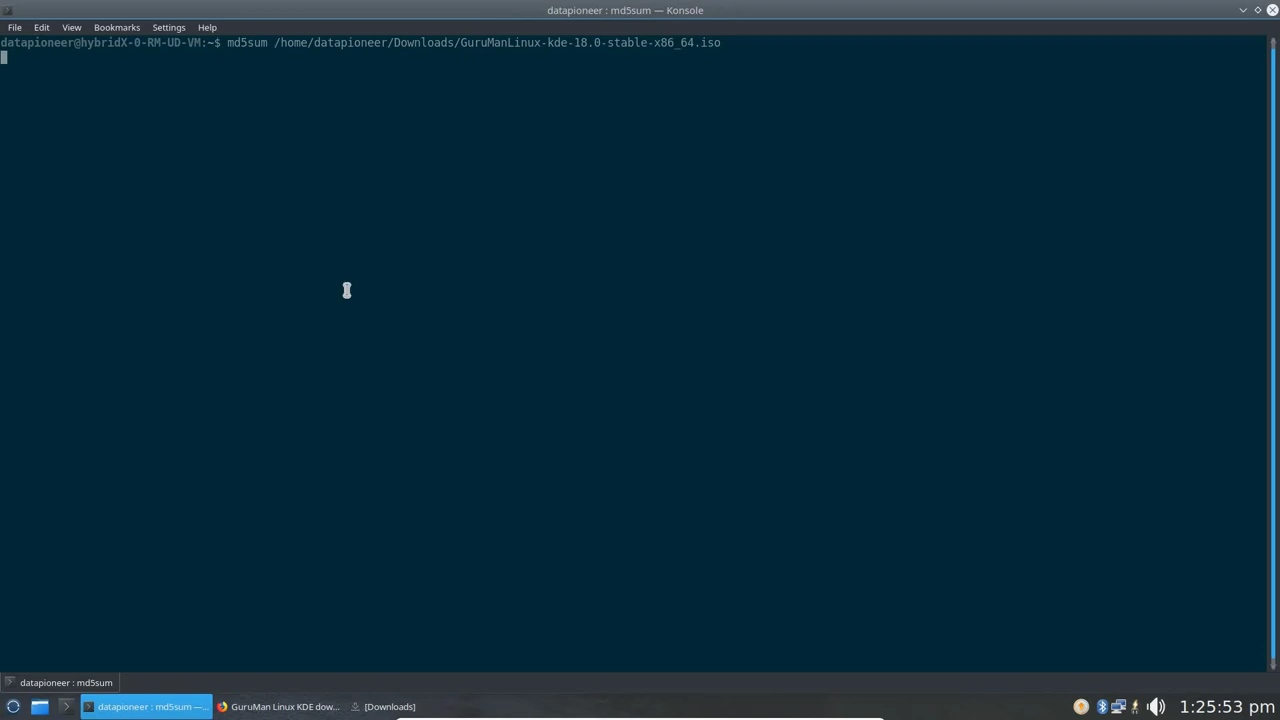 datapioneer : md5sum — Konsole
File Edit View Bookmarks Settings Help
datapioneer@hybridX-0-RM-UD-VM:~$ md5sum /home/datapioneer/Downloads/GuruManLinux-kde-18.0-stable-x86_64.iso
datapioneer : md5sum
datapioneer : md5sum —... GuruMan Linux KDE dow... [Downloads] 1:25:53 pm